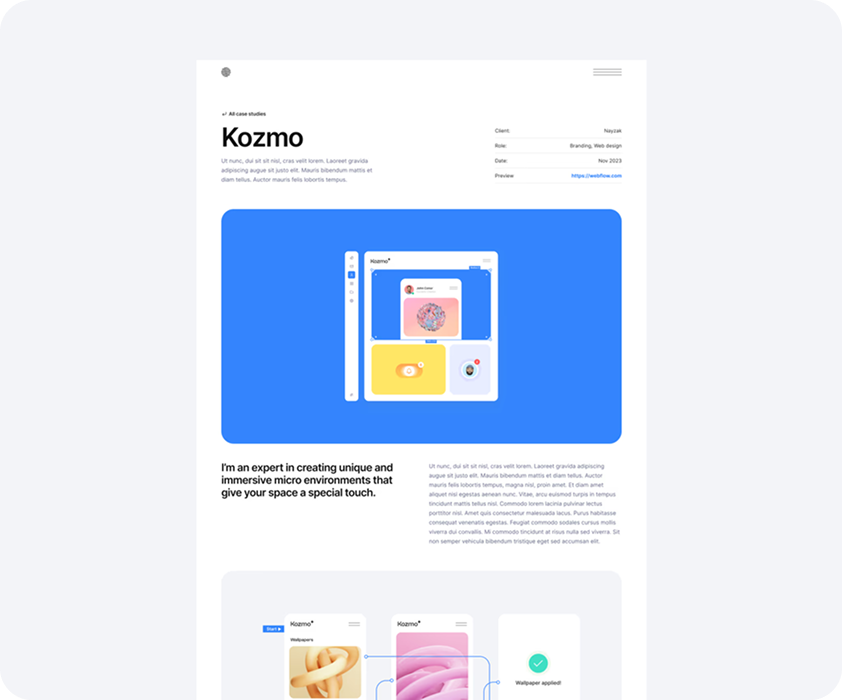 ↵ All case studies
Kozmo
Ut nunc, dui sit sit nisl, cras velit lorem. Laoreet gravida
adipiscing augue sit justo elit. Mauris bibendum mattis et
diam tellus. Auctor mauris felis lobortis tempus.
Client: Nayzak
Role: Branding, Web design
Date: Nov 2023
Preview https://webflow.com
Kozmo
I'm an expert in creating unique and
immersive micro environments that
give your space a special touch.
Ut nunc, dui sit sit nisl, cras velit lorem. Laoreet gravida adipiscing
augue sit justo elit. Mauris bibendum mattis et diam tellus. Auctor
mauris felis lobortis tempus, magna nisl, proin amet. Et diam amet
aliquet nisl egestas aenean nunc. Vitae, arcu euismod turpis in tempus
tincidunt mattis tellus nisl. Commodo lorem lacinia pulvinar lectus
porttitor nisl. Amet quis consectetur malesuada lacus. Purus habitasse
consequat venenatis egestas. Feugiat commodo sodales cursus mollis
viverra dui convallis. Mi commodo tincidunt at risus nulla sed viverra. Sit
non semper vehicula bibendum tristique eget sed accumsan elit.
Start
Kozmo
Wallpapers
Kozmo
Wallpaper applied!